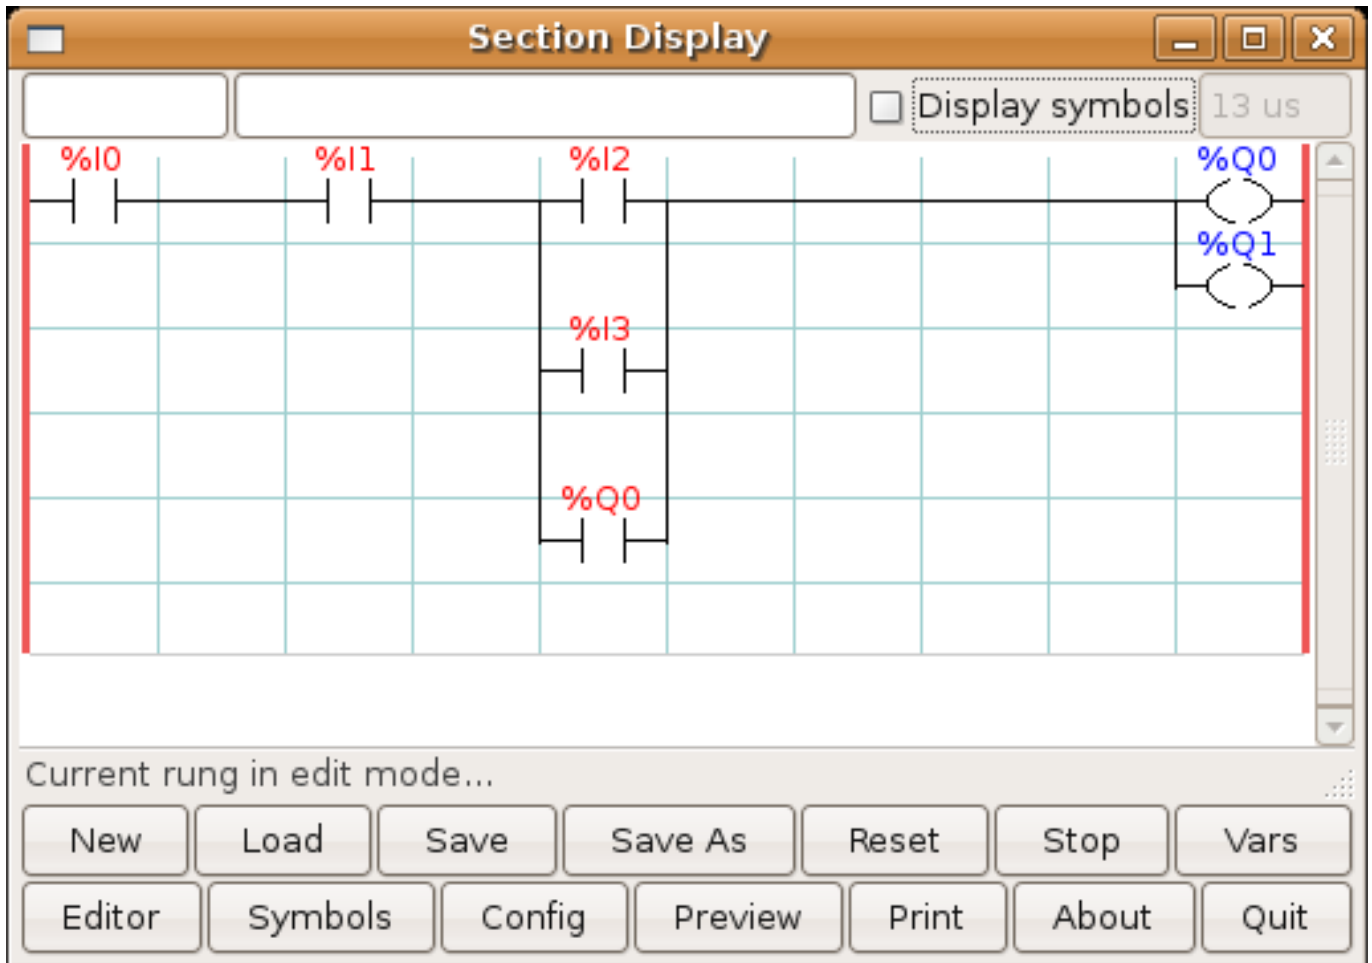 Section Display
Display symbols 13 us
%I0 %I1 %I2 %Q0
%Q1
%I3
%Q0
Current rung in edit mode...
New Load Save Save As Reset Stop Vars
Editor Symbols Config Preview Print About Quit